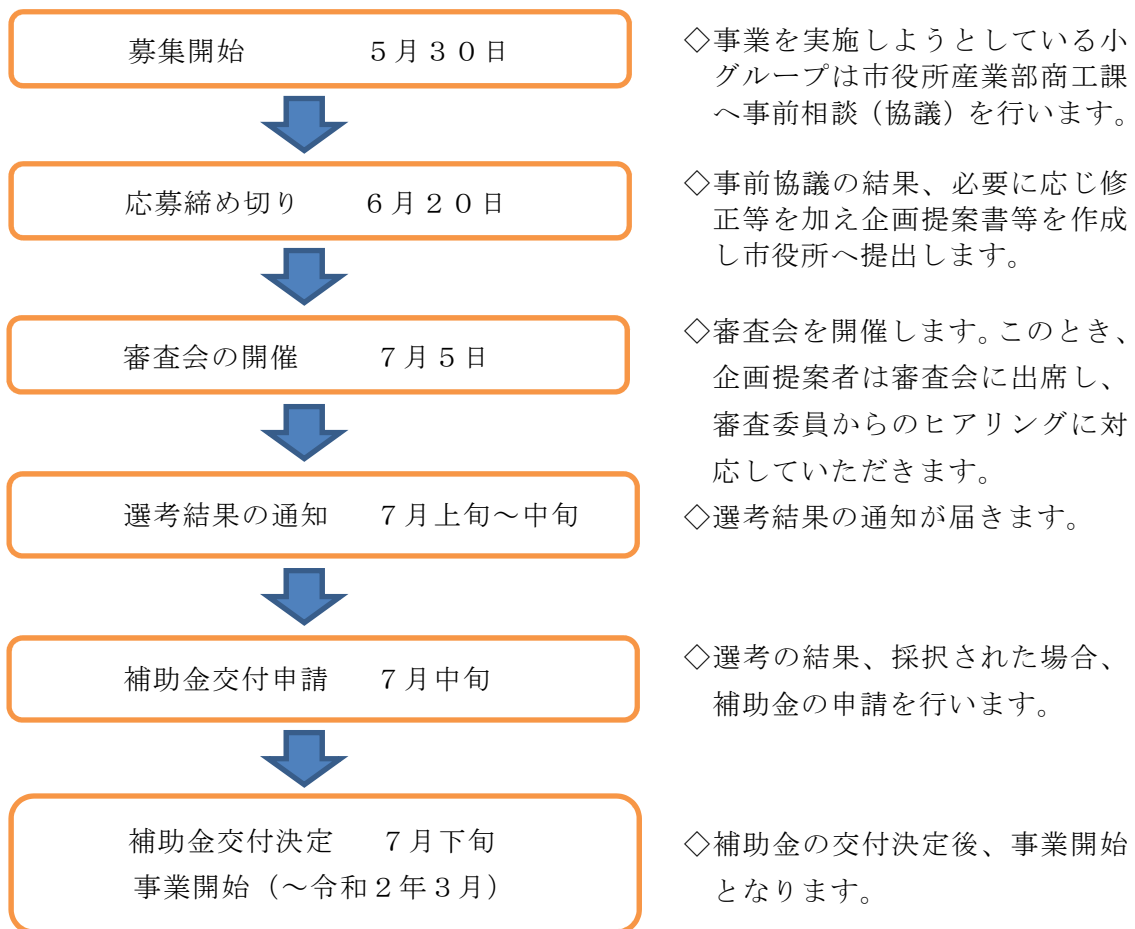 募集開始　　　　５月３０日
◇事業を実施しようとしている小
グループは市役所産業部商工課
へ事前相談（協議）を行います。
応募締め切り　　６月２０日
◇事前協議の結果、必要に応じ修
正等を加え企画提案書等を作成
し市役所へ提出します。
審査会の開催　　７月５日
◇審査会を開催します。このとき、
企画提案者は審査会に出席し、
審査委員からのヒアリングに対
応していただきます。
選考結果の通知　７月上旬～中旬
◇選考結果の通知が届きます。
補助金交付申請　７月中旬
◇選考の結果、採択された場合、
補助金の申請を行います。
補助金交付決定　７月下旬
事業開始（～令和２年３月）
◇補助金の交付決定後、事業開始
となります。